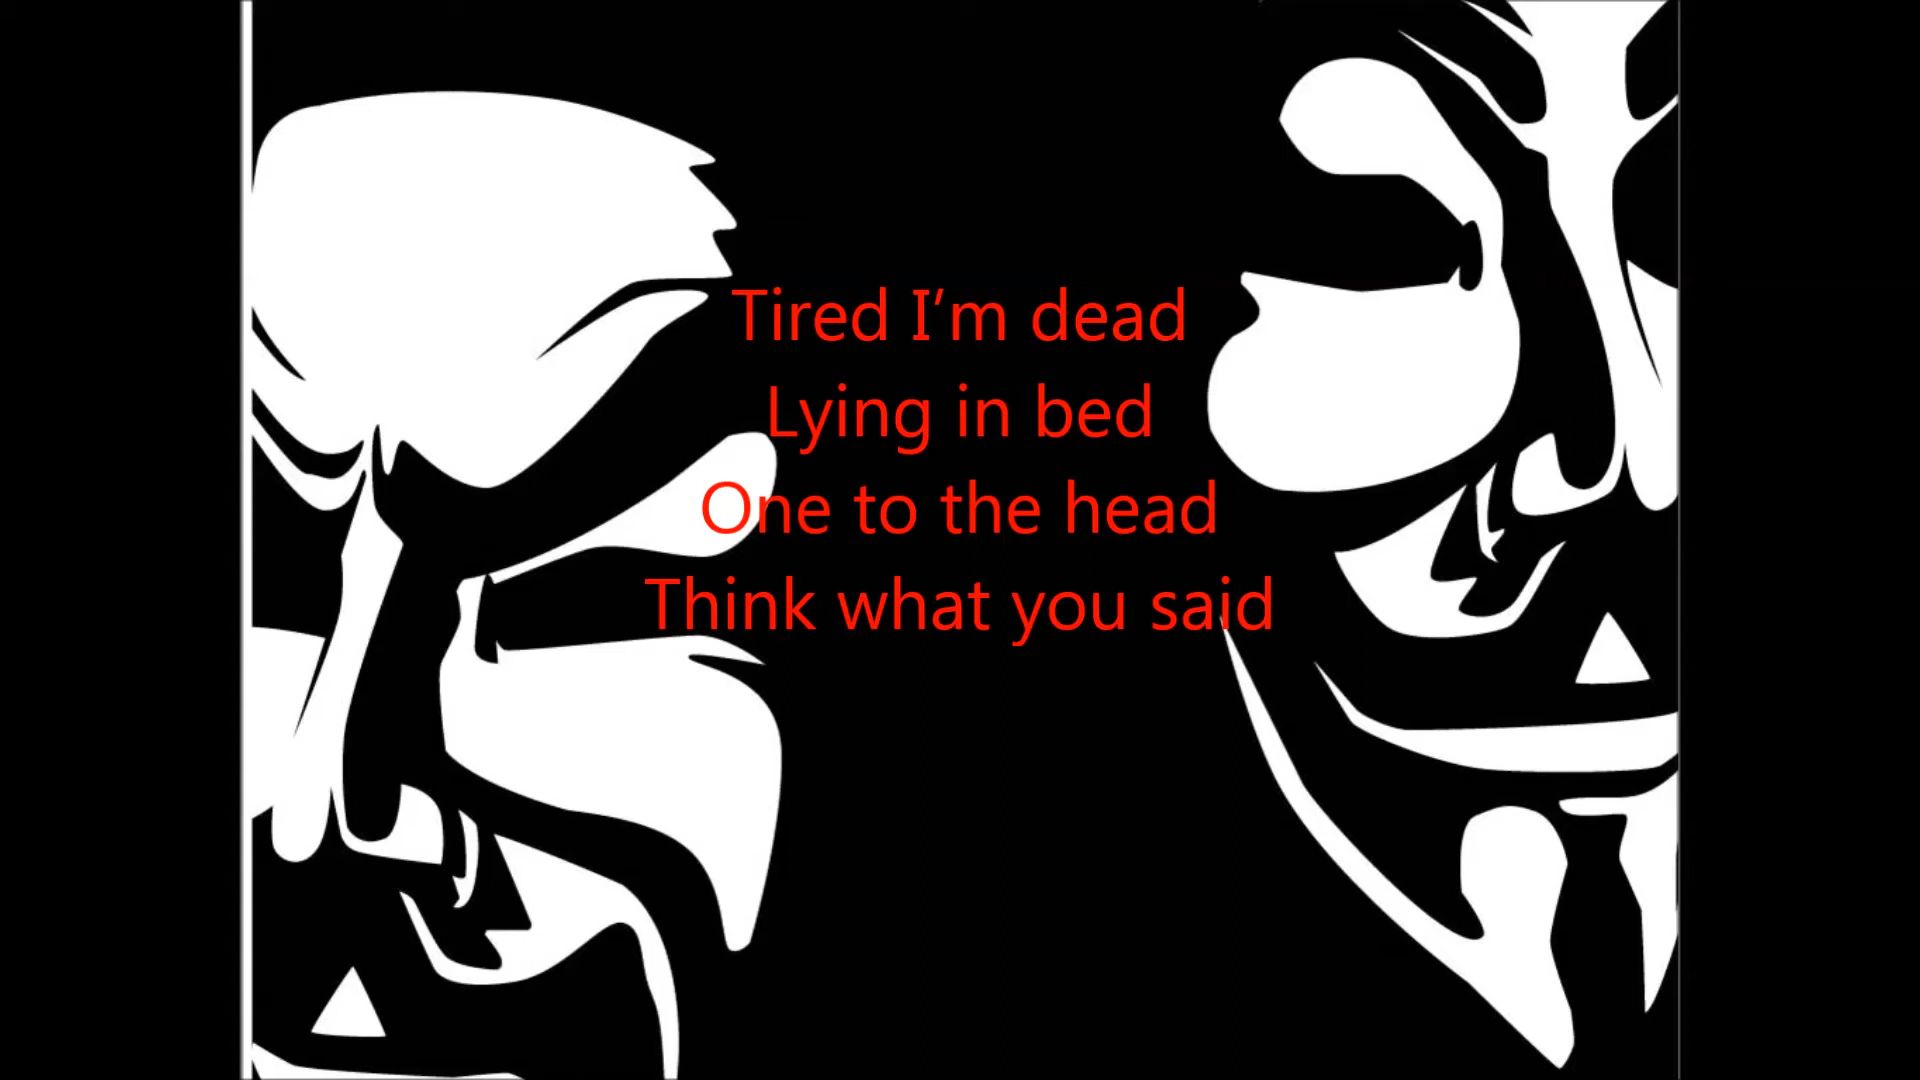 Tired I’m dead
Lying in bed
One to the head
Think what you said